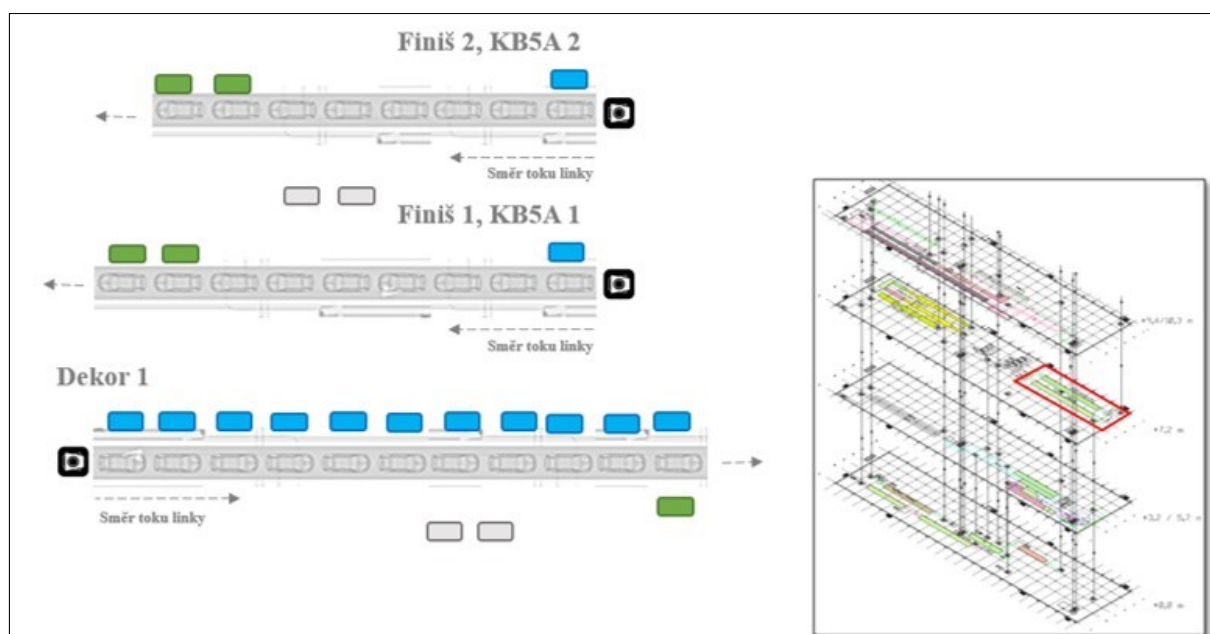 Finiš 2, KB5A 2
Směr toku linky
Finiš 1, KB5A 1
Směr toku linky
Dekor 1
Směr toku linky
+7,2 m
+3,2 / 5,7 m
+0,0 m